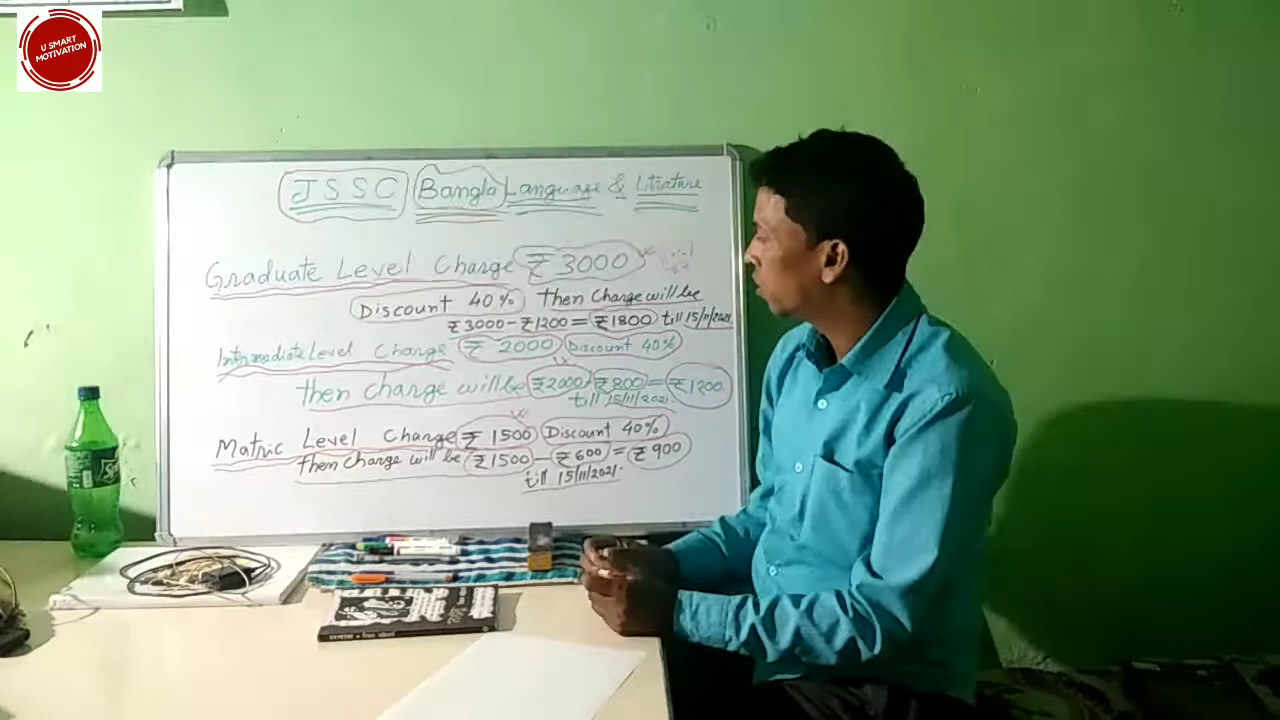 U SMART
MOTIVATION
JSSC Bangla Language & Litrature
Graduate Level Charge ₹ 3000
Discount 40% then Charge will be
₹3000-₹1200=₹1800 till 15/11/2021
Intermediate Level Charge ₹ 2000 Discount 40%
then charge will be ₹2000-₹800=₹1200
till 15/11/2021
Matric Level Charge ₹ 1500 Discount 40%
then charge will be ₹1500-₹600=₹900
till 15/11/2021.